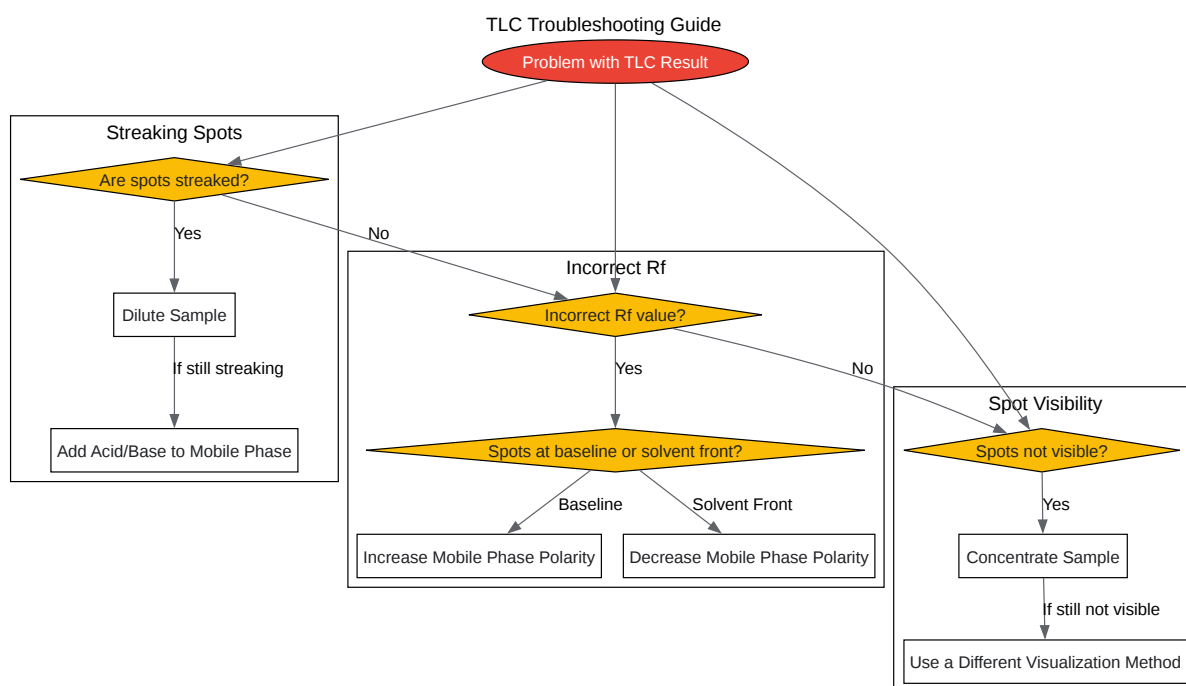 TLC Troubleshooting Guide
Problem with TLC Result
Streaking Spots
Are spots streaked?
Yes
No
Dilute Sample
If still streaking
Add Acid/Base to Mobile Phase
Incorrect Rf
Incorrect Rf value?
Yes
No
Spots at baseline or solvent front?
Baseline
Solvent Front
Increase Mobile Phase Polarity
Decrease Mobile Phase Polarity
Spot Visibility
Spots not visible?
Yes
Concentrate Sample
If still not visible
Use a Different Visualization Method